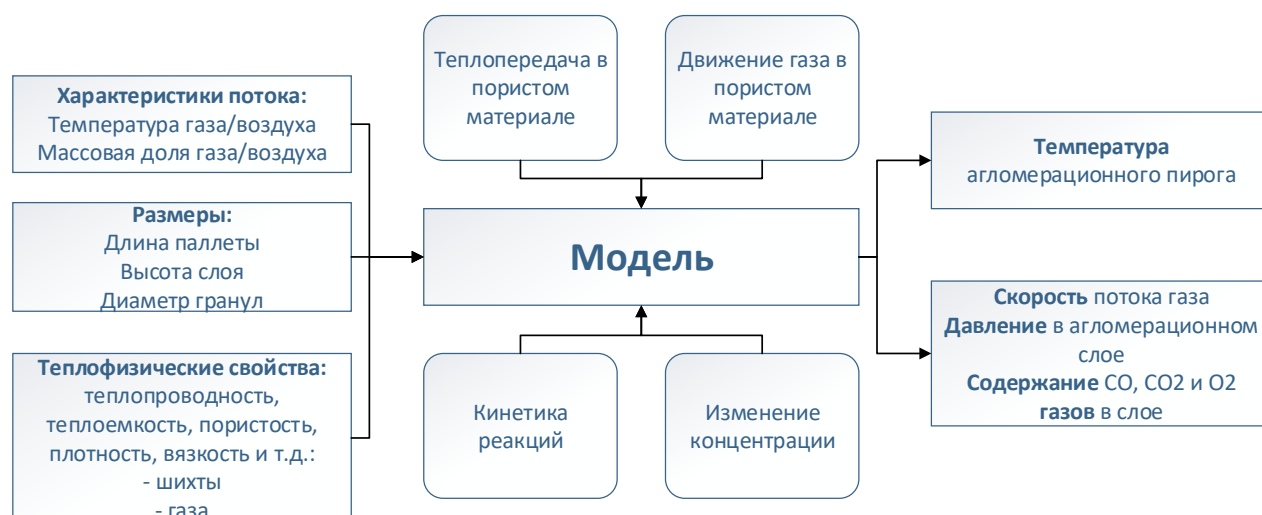 Характеристики потока:
Температура газа/воздуха
Массовая доля газа/воздуха
Размеры:
Длина паллеты
Высота слоя
Диаметр гранул
Теплофизические свойства:
теплопроводность,
теплоемкость, пористость,
плотность, вязкость и т.д.:
- шихты
- газа
Теплопередача в
пористом
материале
Движение газа в
пористом
материале
Модель
Кинетика
реакций
Изменение
концентрации
Температура
агломерационного пирога
Скорость потока газа
Давление в агломерационном
слое
Содержание CO, CO2 и O2
газов в слое